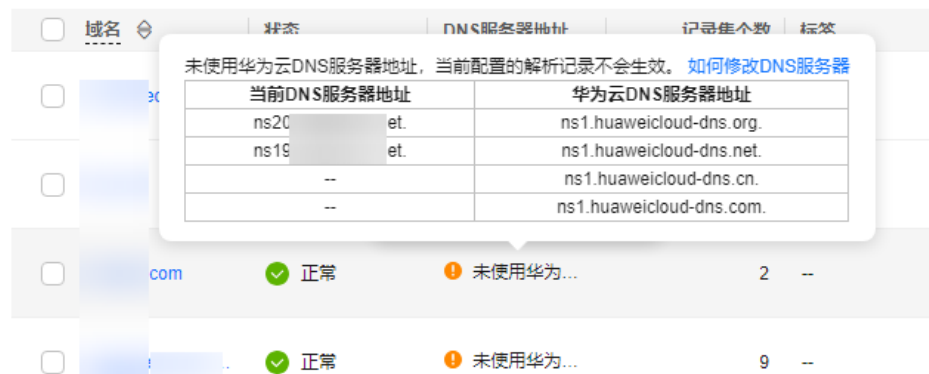 域名 状态 DNS服务器地址 记录集个数 标签
未使用华为云DNS服务器地址，当前配置的解析记录不会生效。 如何修改DNS服务器
当前DNS服务器地址 华为云DNS服务器地址
ns20 et. ns1.huaweicloud-dns.org.
ns19 et. ns1.huaweicloud-dns.net.
-- ns1.huaweicloud-dns.cn.
-- ns1.huaweicloud-dns.com.
com 正常 未使用华为... 2 --
.. 正常 未使用华为... 9 --